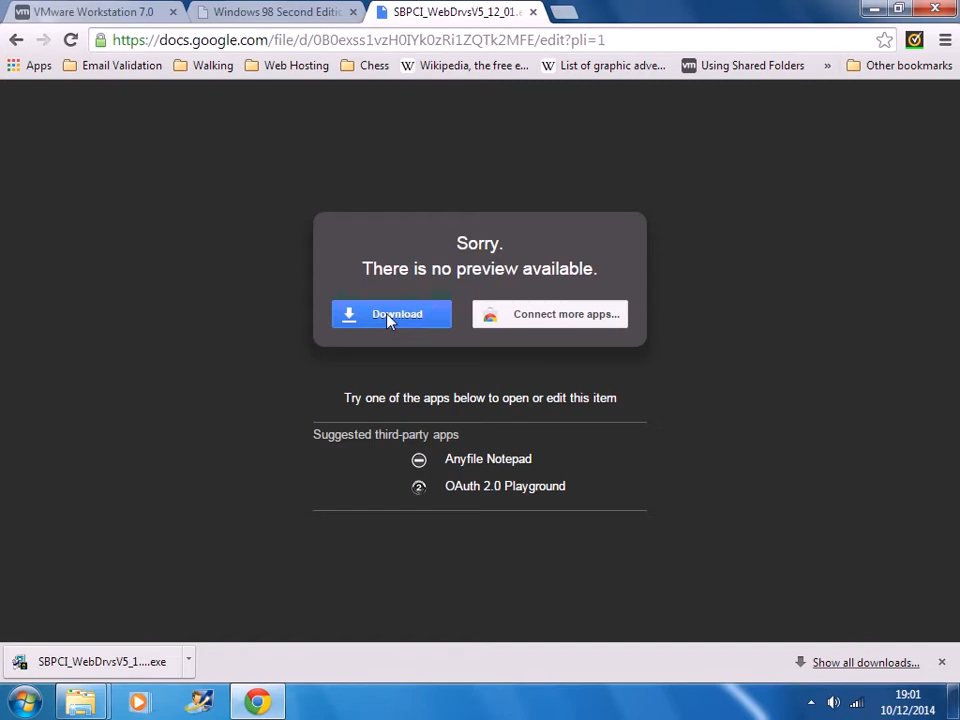 VMware Workstation 7.0
Windows 98 Second Editic
SBPCI_WebDrvsV5_12_01.e
https://docs.google.com/file/d/0B0exss1vzH0IYk0zRi1ZQTk2MFE/edit?pli=1
Apps
Email Validation
Walking
Web Hosting
Chess
Wikipedia, the free e...
List of graphic adve...
vm
Using Shared Folders
»
Other bookmarks
Sorry.
There is no preview available.
Download
Connect more apps...
Try one of the apps below to open or edit this item
Suggested third-party apps
Anyfile Notepad
OAuth 2.0 Playground
SBPCI_WebDrvsV5_1....exe
Show all downloads...
19:01
10/12/2014